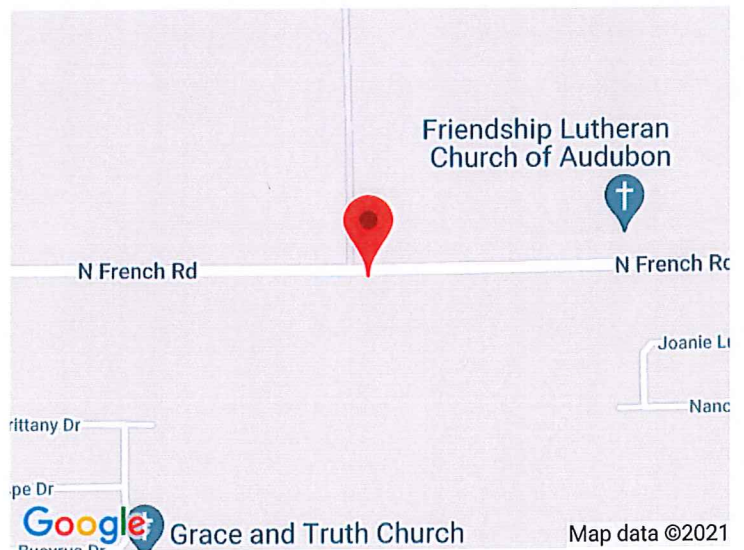 Friendship Lutheran
Church of Audubon
N French Rd
N French Rd
Joanie
Nanc
rittany Dr
pe Dr
Google
Grace and Truth Church
Map data ©2021